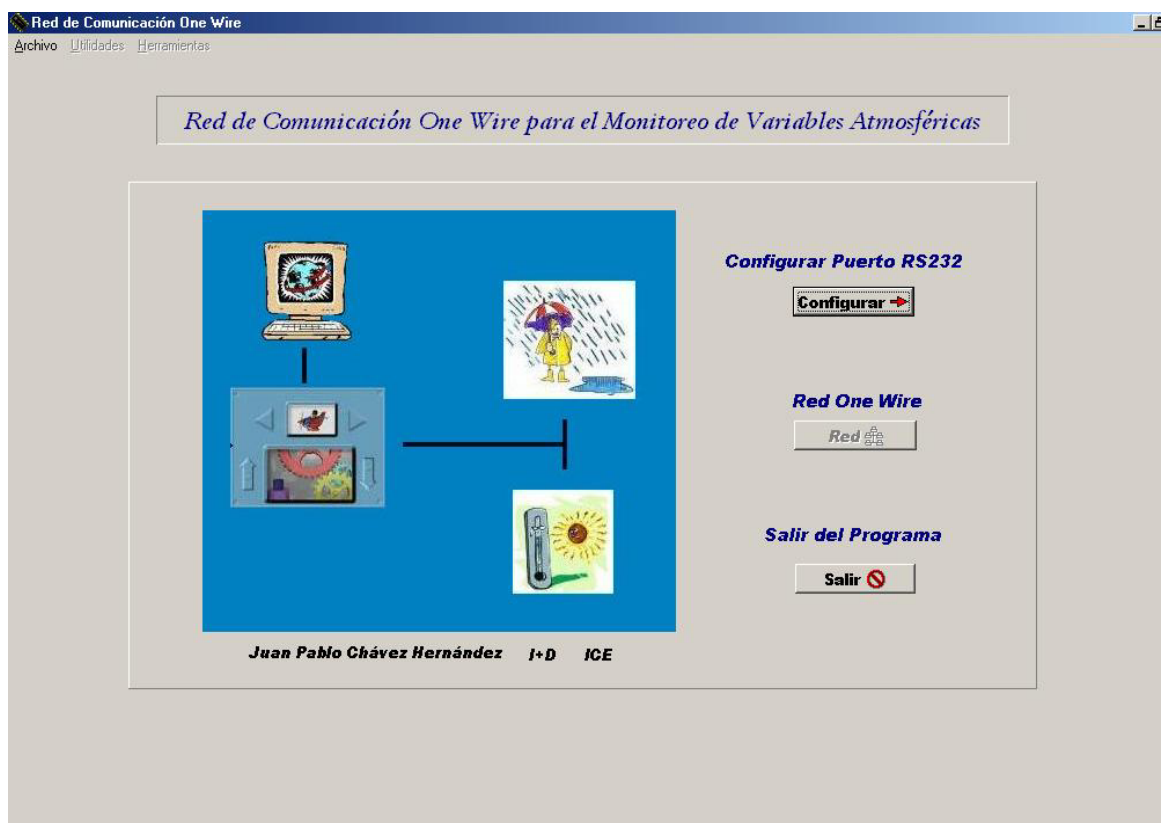 Red de Comunicación One Wire
Archivo Utilidades Herramientas
Red de Comunicación One Wire para el Monitoreo de Variables Atmosféricas
Configurar Puerto RS232
Configurar
Red One Wire
Red
Salir del Programa
Salir
Juan Pablo Chávez Hernández I+D ICE